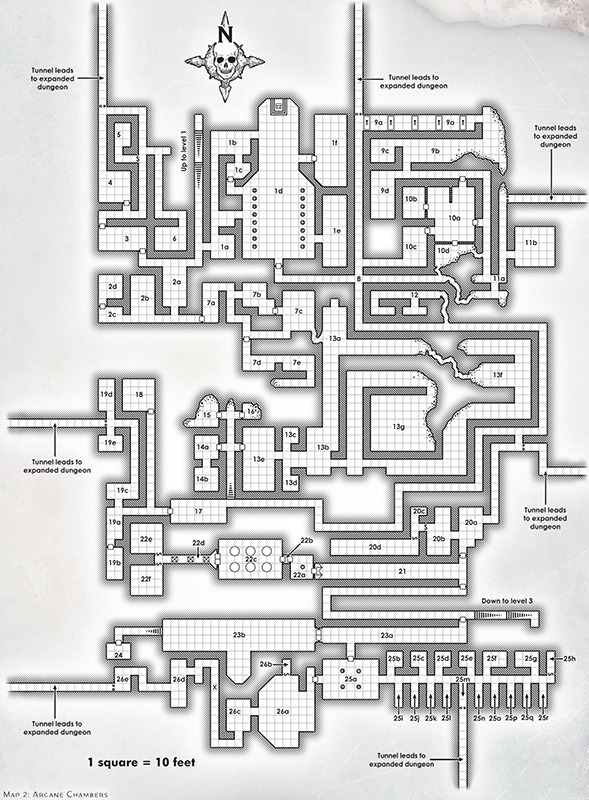 N
Tunnel leads
to expanded
dungeon
Tunnel leads to
expanded dungeon
Tunnel leads
to expanded
dungeon
Up to level 1
5
S
4
3
6
1b
1c
1d
1f
1e
1a
T 9a T T T T 9a T
9c
9b
9d
10b
10a
10c
10d
11b
11a
8
2d
2c
2b
2a
7a
7b
7c
7d
7e
12
13a
13f
13g
19d
18
19e
15
16
14a
14b
13e
13c
13d
13b
Tunnel leads to
expanded dungeon
Tunnel leads
to expanded
dungeon
19c
19a
19b
17
22e
22f
22d
22c
22b
22a
20c
S
20b
20a
20d
21
Down to level 3
23b
23a
24
26e
26d
X
26c
26b
26a
25a
25b
25c
25d
25e
25f
25g
25h
25m
25i
25j
25k
25l
25n
25o
25p
25q
25r
Tunnel leads
to expanded
dungeon
Tunnel leads to
expanded dungeon
1 square = 10 feet
Map 2: Arcane Chambers